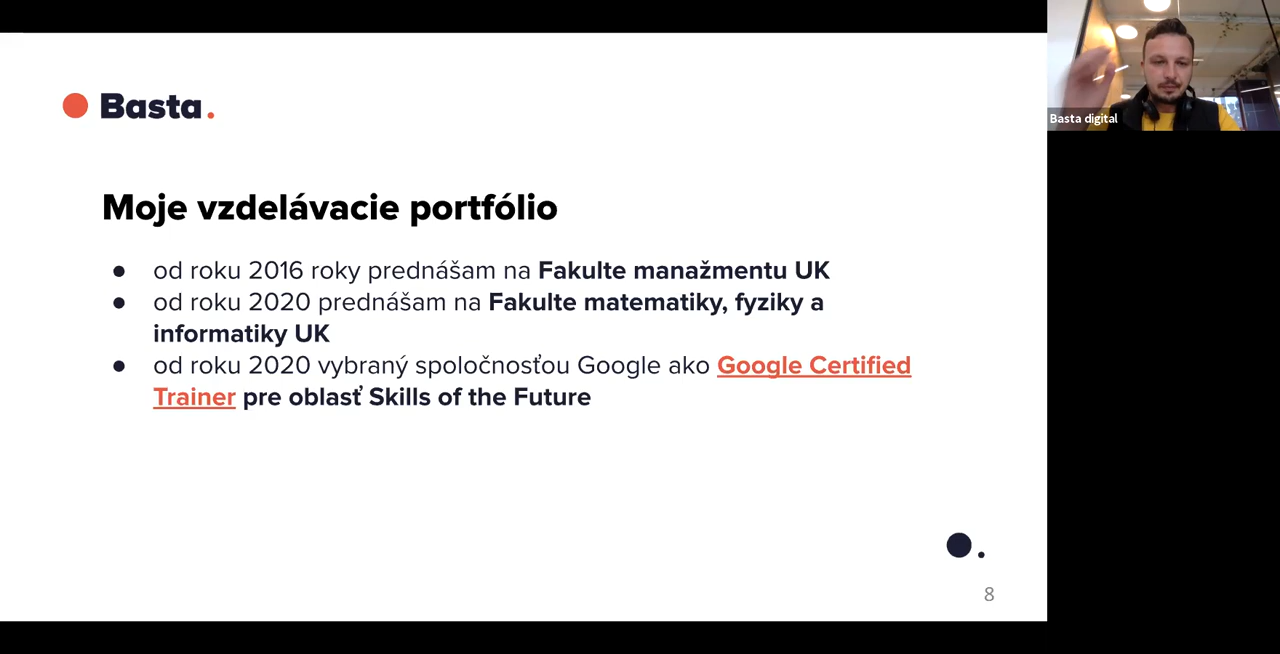 Basta.
Basta digital
Moje vzdelávacie portfólio
● od roku 2016 roky prednášam na Fakulte manažmentu UK
● od roku 2020 prednášam na Fakulte matematiky, fyziky a
informatiky UK
● od roku 2020 vybraný spoločnosťou Google ako Google Certified
Trainer pre oblasť Skills of the Future
8